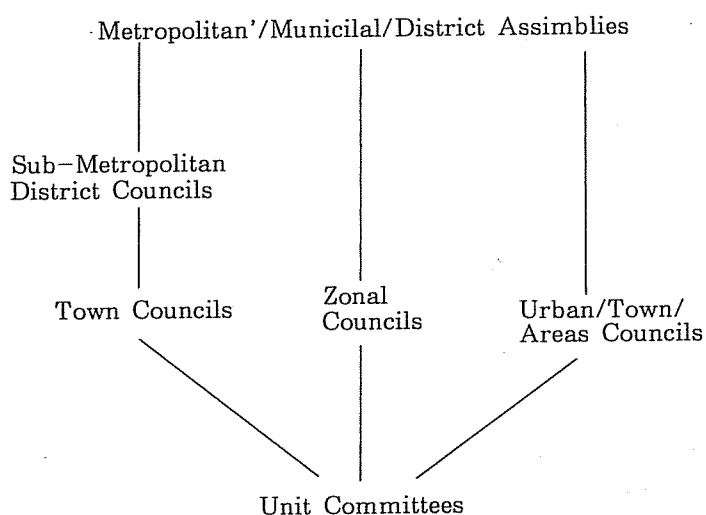 Metropolitan'/Municilal/District Assimblies
Sub-Metropolitan
District Councils
Town Councils
Zonal
Councils
Urban/Town/
Areas Councils
Unit Committees